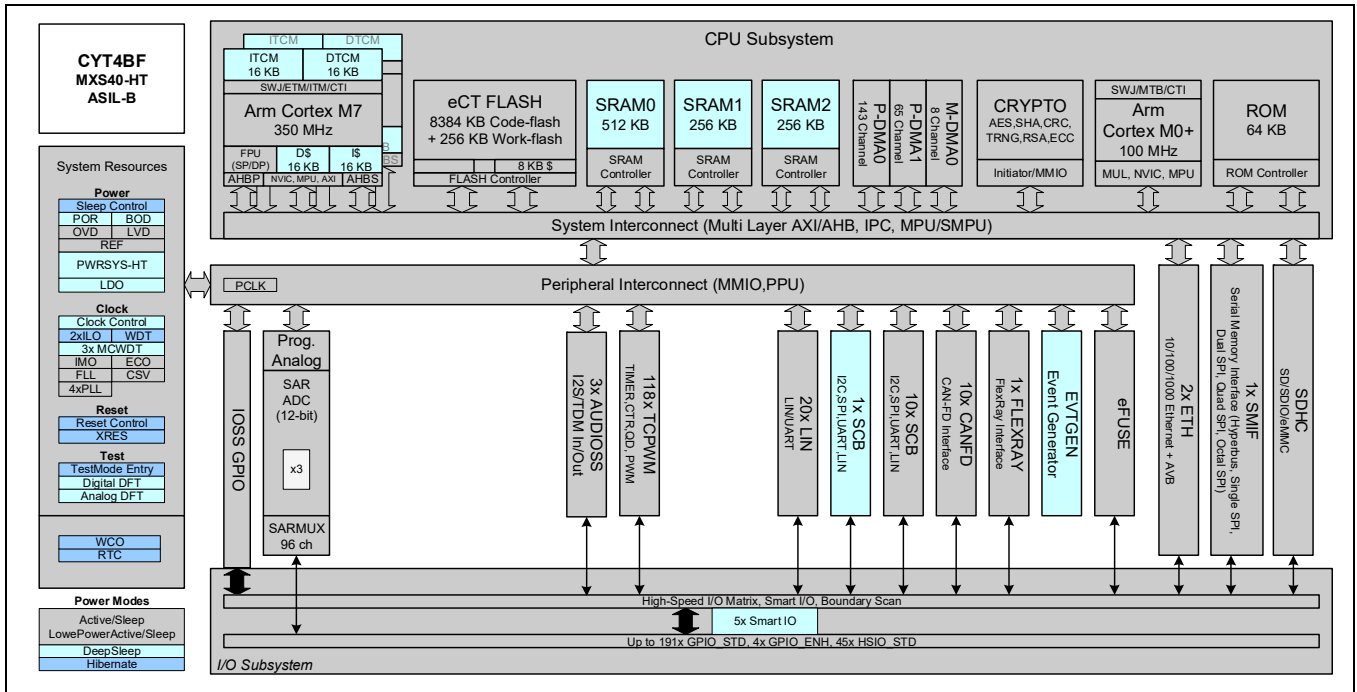 CYT4BF
MXS40-HT
ASIL-B
System Resources
Power
Sleep Control
POR BOD
OVD LVD
REF
PWRSYS-HT
LDO
Clock
Clock Control
2xILO WDT
3x MCWDT
IMO ECO
FLL CSV
4xPLL
Reset
Reset Control
XRES
Test
TestMode Entry
Digital DFT
Analog DFT
WCO
RTC
Power Modes
Active/Sleep
LowePowerActive/Sleep
DeepSleep
Hibernate
CPU Subsystem
ITCM DTCM
ITCM
16 KB
DTCM
16 KB
SWJ/ETM/ITM/CTI
Arm Cortex M7
350 MHz
FPU
(SP/DP)
D$
16 KB
I$
16 KB
AHBP NVIC, MPU, AXI AHBS
eCT FLASH
8384 KB Code-flash
+ 256 KB Work-flash
8 KB $
FLASH Controller
SRAM0
512 KB
SRAM
Controller
SRAM1
256 KB
SRAM
Controller
SRAM2
256 KB
SRAM
Controller
P-DMA0
143 Channel
P-DMA1
65 Channel
M-DMA0
8 Channel
CRYPTO
AES,SHA,CRC,
TRNG,RSA,ECC
Initiator/MMIO
SWJ/MTB/CTI
Arm
Cortex M0+
100 MHz
MUL, NVIC, MPU
ROM
64 KB
ROM Controller
System Interconnect (Multi Layer AXI/AHB, IPC, MPU/SMPU)
PCLK
Peripheral Interconnect (MMIO,PPU)
IOSS GPIO
Prog.
Analog
SAR
ADC
(12-bit)
x3
SARMUX
96 ch
3x AUDIOSS
I2S/TDM In/Out
118x TCPWM
TIMER,CTR,QD, PWM
20x LIN
LIN/UART
1x SCB
I2C,SPI,UART,LIN
10x SCB
I2C,SPI,UART,LIN
10x CANFD
CAN-FD Interface
1x FLEXRAY
FlexRay Interface
EVTGEN
Event Generator
eFUSE
2x ETH
10/100/1000 Ethernet + AVB
1x SMIF
Serial Memory Interface (Hyperbus, Single SPI,
Dual SPI, Quad SPI, Octal SPI)
SDHC
SD/SDIO/eMMC
High-Speed I/O Matrix, Smart I/O, Boundary Scan
5x Smart IO
Up to 191x GPIO_STD, 4x GPIO_ENH, 45x HSIO_STD
I/O Subsystem